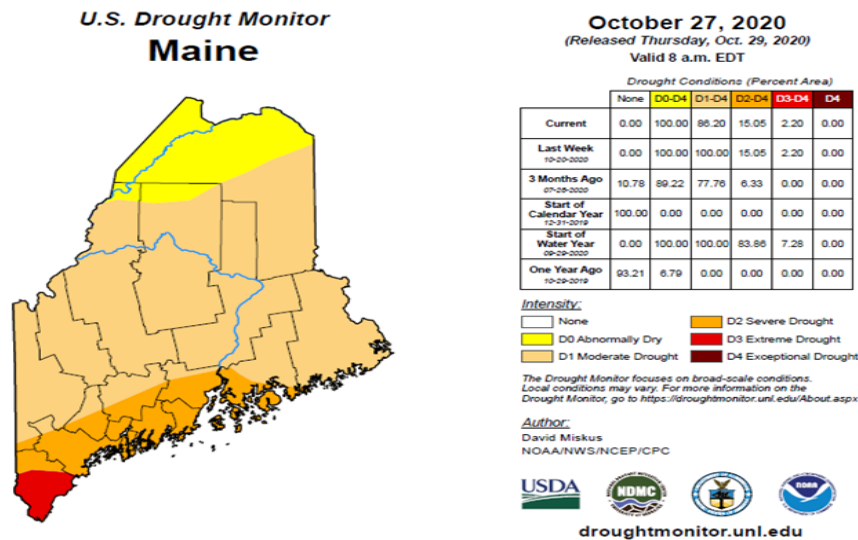 U.S. Drought Monitor
Maine
October 27, 2020
(Released Thursday, Oct. 29, 2020)
Valid 8 a.m. EDT
Drought Conditions (Percent Area)
None D0-D4 D1-D4 D2-D4 D3-D4 D4
Current 0.00 100.00 86.20 15.05 2.20 0.00
Last Week
10-20-2020
0.00 100.00 100.00 15.05 2.20 0.00
3 Months Ago
07-28-2020
10.78 89.22 77.76 6.33 0.00 0.00
Start of
Calendar Year
12-31-2019
100.00 0.00 0.00 0.00 0.00 0.00
Start of
Water Year
09-29-2020
0.00 100.00 100.00 83.86 7.28 0.00
One Year Ago
10-29-2019
93.21 6.79 0.00 0.00 0.00 0.00
Intensity:
None
D0 Abnormally Dry
D1 Moderate Drought
D2 Severe Drought
D3 Extreme Drought
D4 Exceptional Drought
The Drought Monitor focuses on broad-scale conditions.
Local conditions may vary. For more information on the
Drought Monitor, go to https://droughtmonitor.unl.edu/About.aspx
Author:
David Miskus
NOAA/NWS/NCEP/CPC
USDA
NDMC
NOAA
droughtmonitor.unl.edu